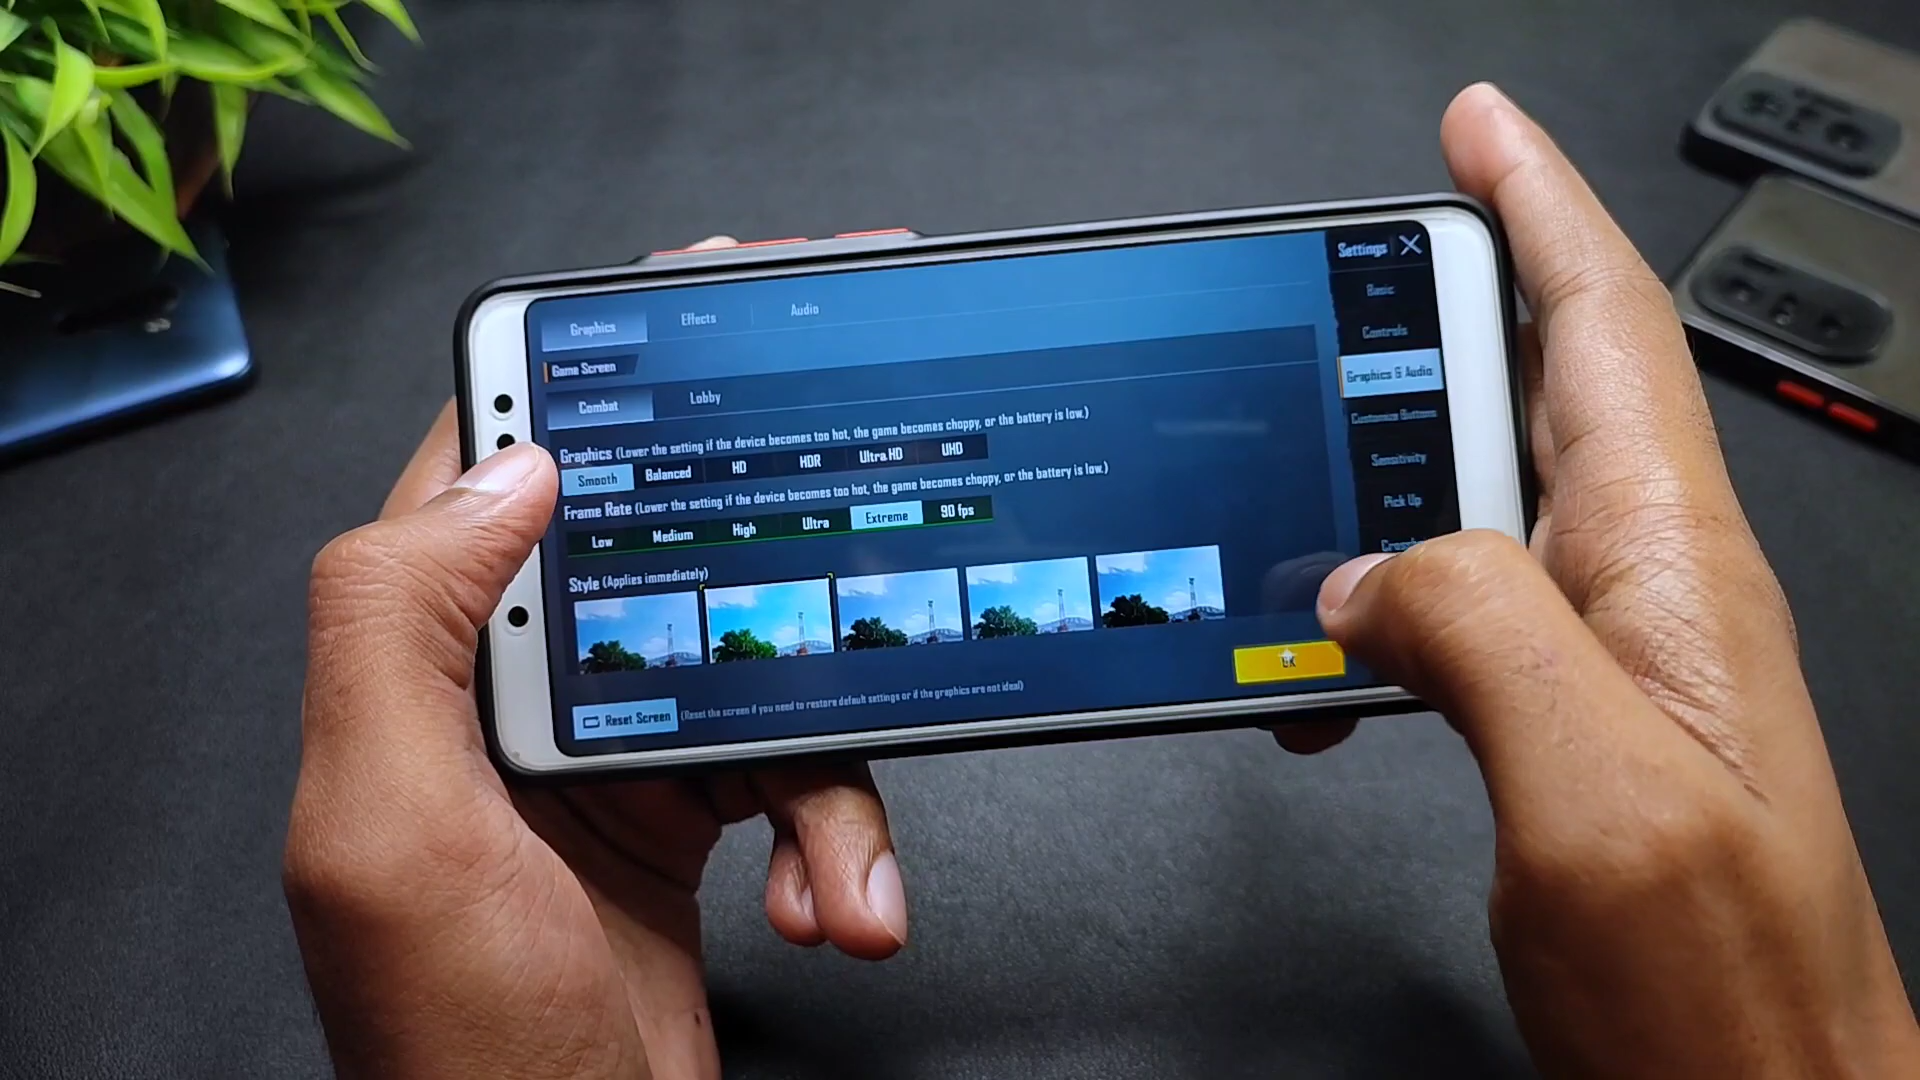 Settings
Graphics Effects Audio
Basic
Game Screen
Controls
Combat Lobby
Graphics & Audio
Graphics (Lower the setting if the device becomes too hot, the game becomes choppy, or the battery is low.)
Customize Buttons
Smooth Balanced HD HDR Ultra HD UHD
Sensitivity
Frame Rate (Lower the setting if the device becomes too hot, the game becomes choppy, or the battery is low.)
Low Medium High Ultra Extreme 90 fps
Pick Up
Style (Applies immediately)
Reset Screen (Reset the screen if you need to restore default settings or if the graphics are not ideal)